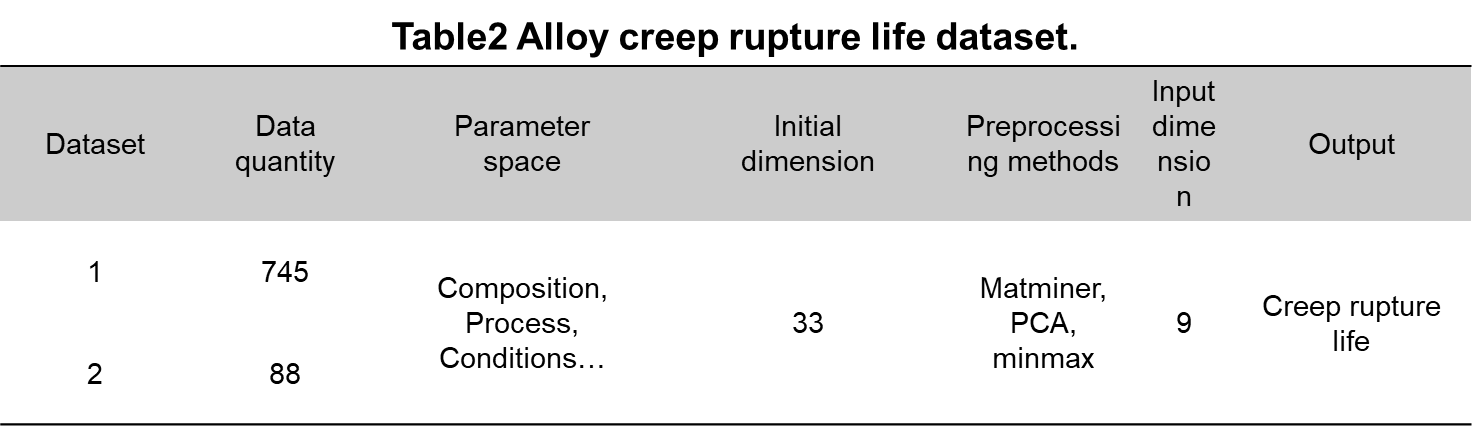 Table2 Alloy creep rupture life dataset.
Dataset
Data
quantity
Parameter
space
Initial
dimension
Preprocessi
ng methods
Input
dime
nsio
n
Output
1
745
Composition,
Process,
Conditions…
33
Matminer,
PCA,
minmax
9
Creep rupture
life
2
88